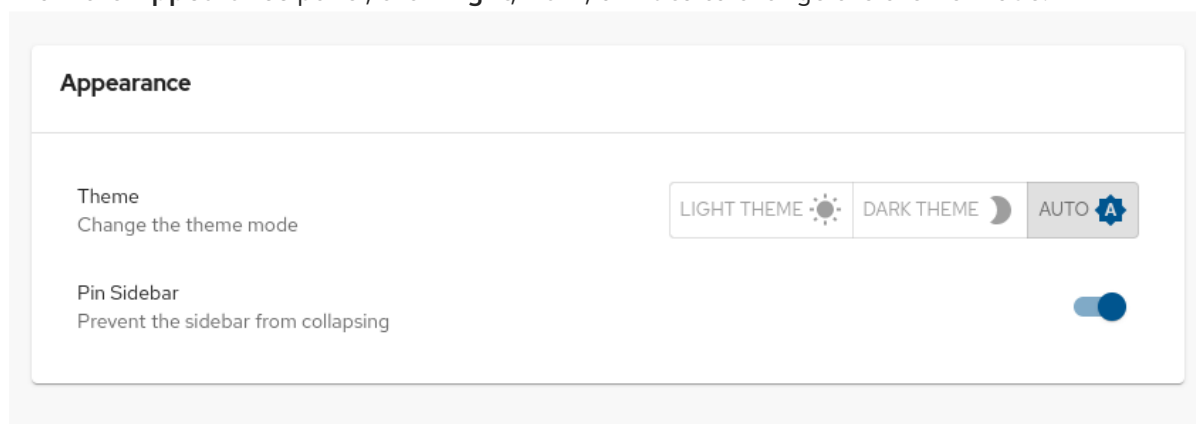 Appearance
Theme
Change the theme mode
LIGHT THEME
DARK THEME
AUTO A
Pin Sidebar
Prevent the sidebar from collapsing